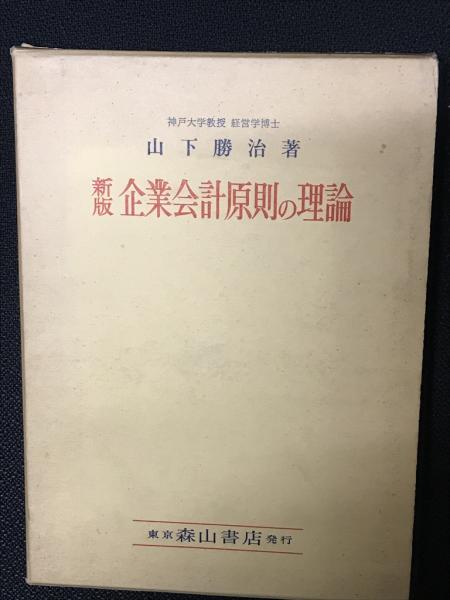 神戸大学教授 経営学博士
山下勝治著
新版 企業会計原則の理論
東京 森山書店 発行